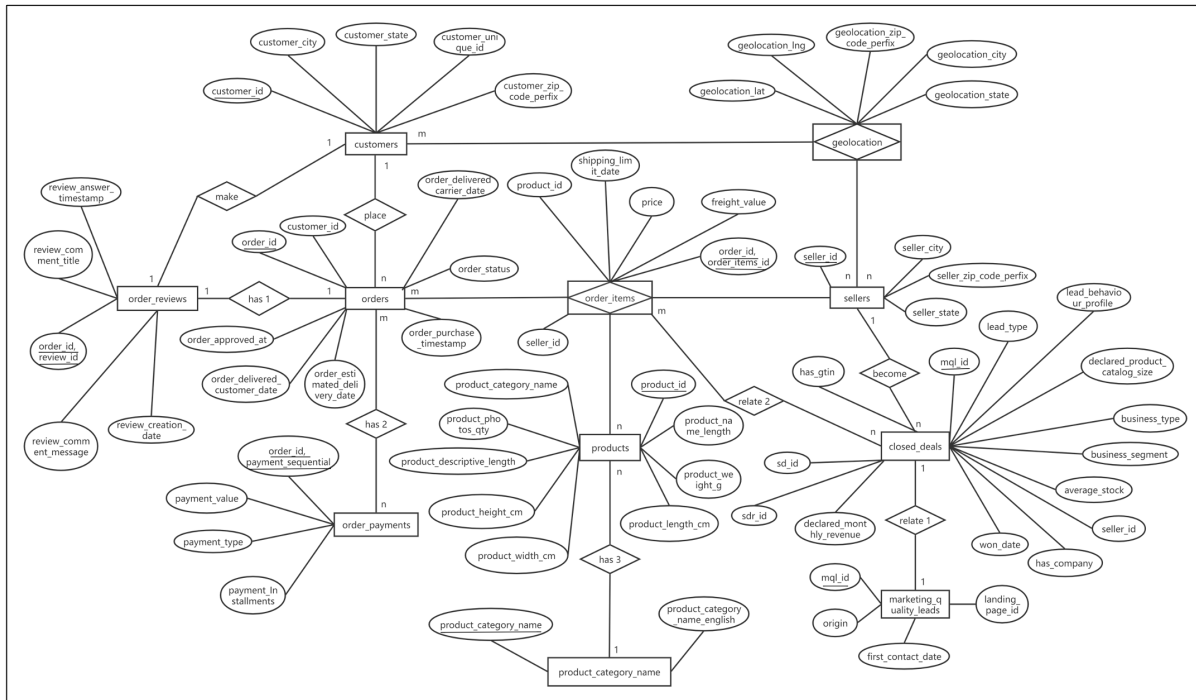 customer_state
customer_uni
que_id
customer_city
customer_id
customer_zip_
code_perfix
customers
m
1
1
geolocation_lng
geolocation_zip_
code_perfix
geolocation_city
geolocation_lat
geolocation_state
geolocation
make
place
review_answer_
timestamp
review_com
ment_title
order_id,
review_id
review_comm
ent_message
review_creation_
date
order_reviews
1
1
has 1
1
order_delivered
carrier_date
customer_id
order_id
order_status
n
orders
m
m
order_approved_at
order_delivered_
customer_date
order_esti
mated_deli
very_date
order_purchase
_timestamp
shipping_lim
it_date
product_id
price
freight_value
order_id,
order_items_id
order_items
m
seller_id
seller_id
seller_city
seller_zip_code_perfix
seller_state
n
n
sellers
1
become
n
lead_behavio
ur_profile
lead_type
mql_id
has_gtin
declared_product_
catalog_size
business_type
business_segment
average_stock
seller_id
has_company
won_date
closed_deals
n
1
sd_id
sdr_id
declared_mont
hly_revenue
relate 2
relate 1
1
mql_id
origin
first_contact_date
landing_
page_id
marketing_q
uality_leads
has 2
n
order_id,
payment_sequential
payment_value
payment_type
payment_In
stallments
order_payments
product_category_name
product_pho
tos_qty
product_descriptive_length
product_height_cm
product_width_cm
product_id
product_na
me_length
product_we
ight_g
product_length_cm
n
products
n
has 3
1
product_category_name
product_category
_name_english
product_category_name